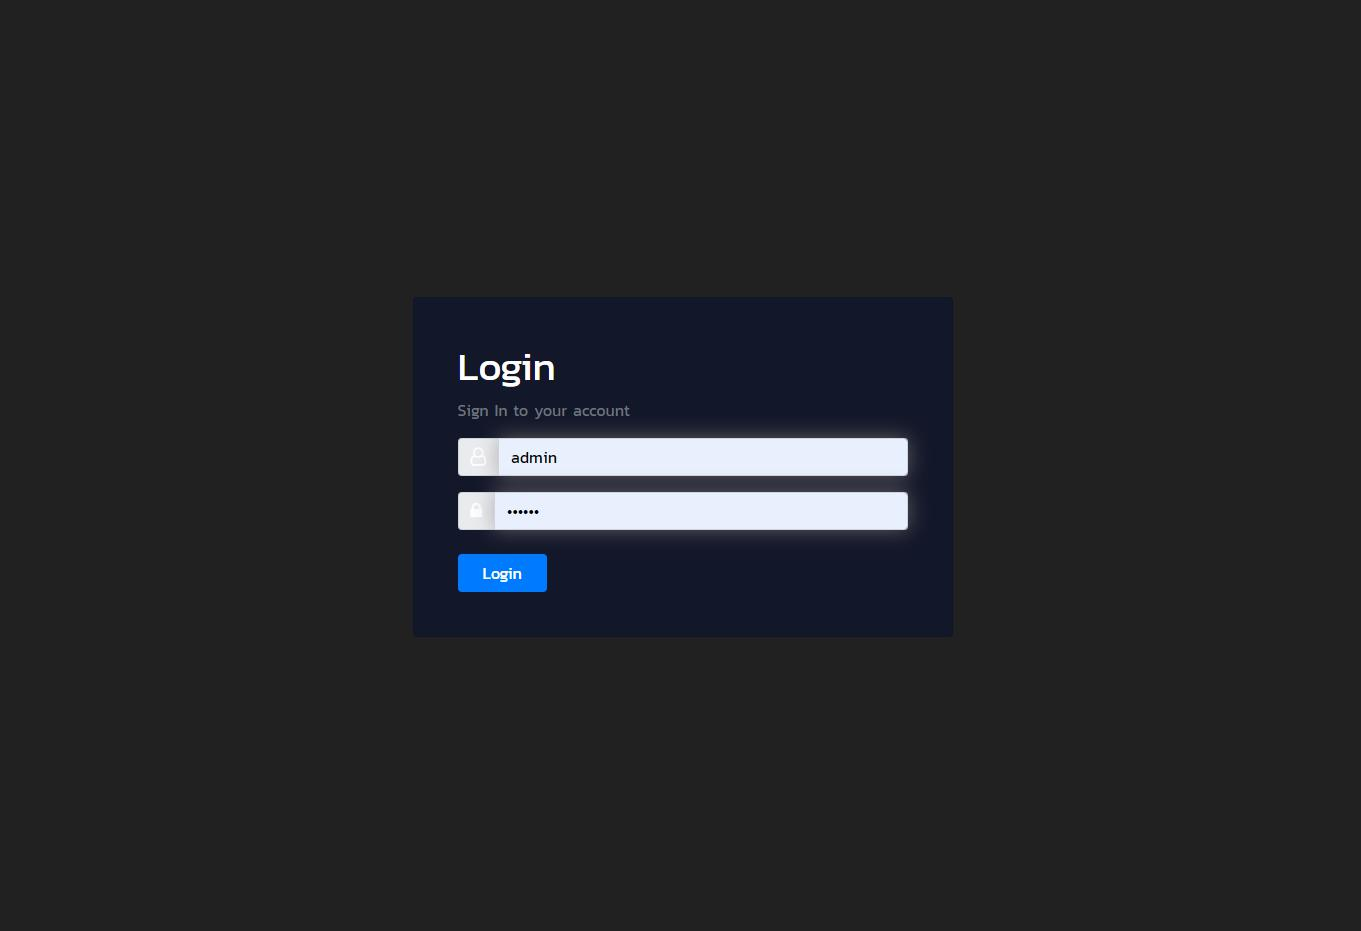 Login
Sign In to your account
admin
••••••
Login